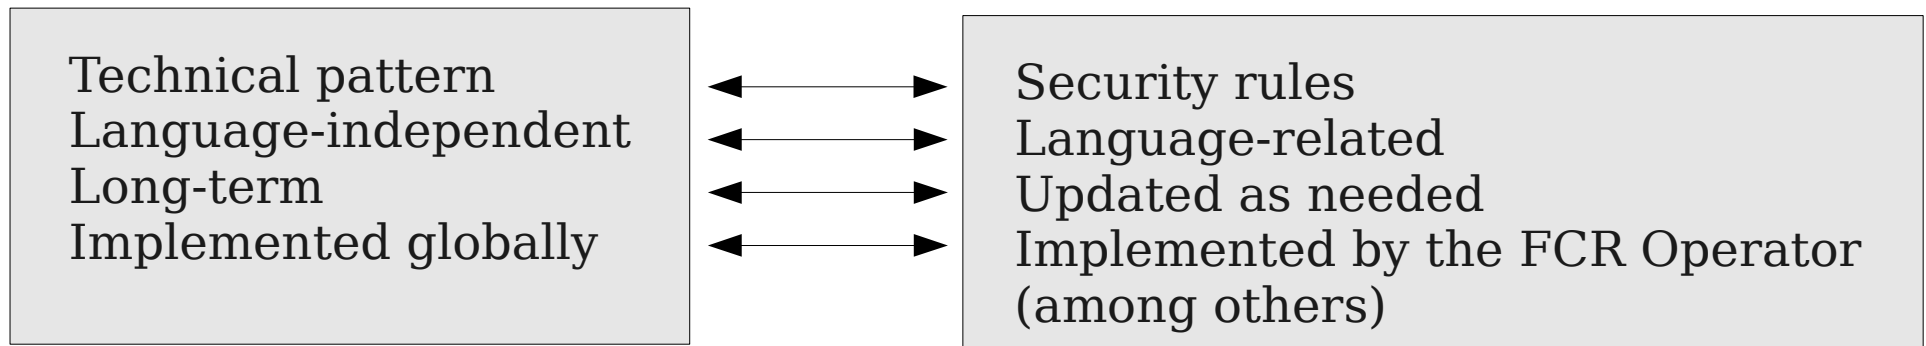 Technical pattern
Language-independent
Long-term
Implemented globally
Security rules
Language-related
Updated as needed
Implemented by the FCR Operator
(among others)